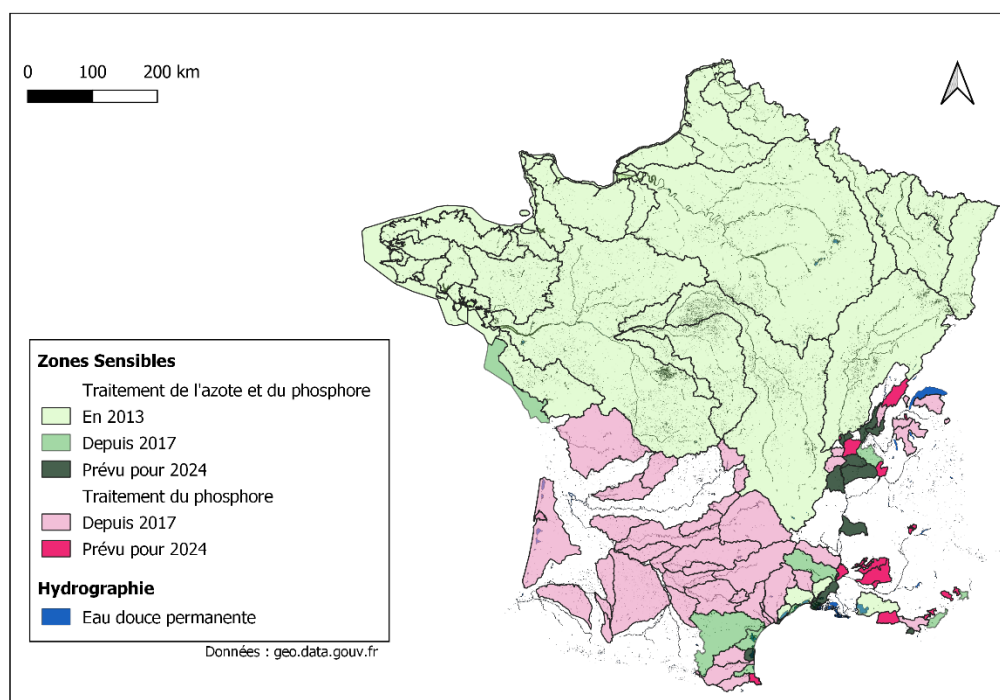 0 100 200 km
Zones Sensibles
Traitement de l'azote et du phosphore
En 2013
Depuis 2017
Prévu pour 2024
Traitement du phosphore
Depuis 2017
Prévu pour 2024
Hydrographie
Eau douce permanente
Données : geo.data.gouv.fr